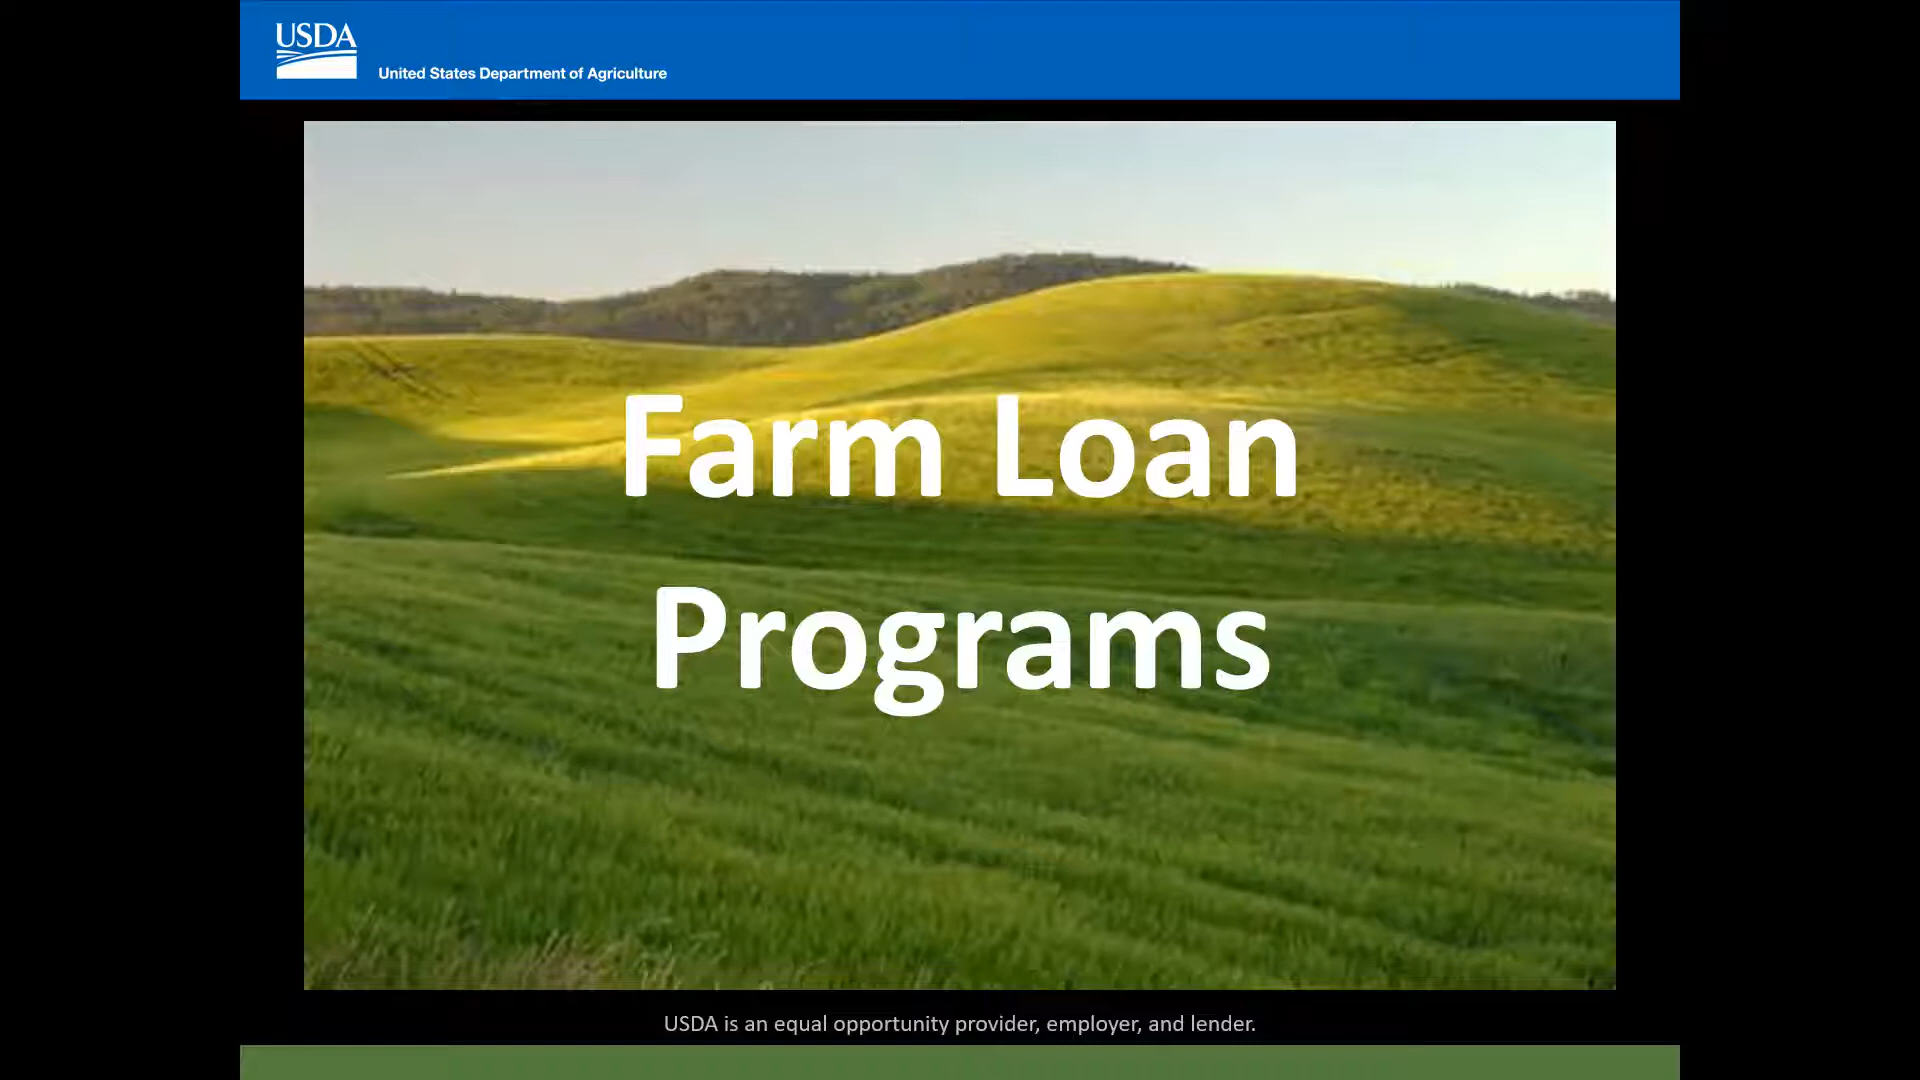 USDA
United States Department of Agriculture
Farm Loan
Programs
USDA is an equal opportunity provider, employer, and lender.